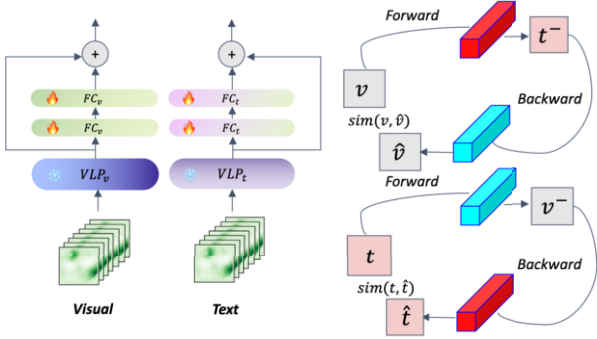 +
+
FC_v
FC_t
FC_v
FC_t
VLP_v
VLP_t
Visual
Text
Forward
t^-
v
Backward
sim(v, v̂)
v̂
Forward
v^-
t
Backward
sim(t, t̂)
t̂